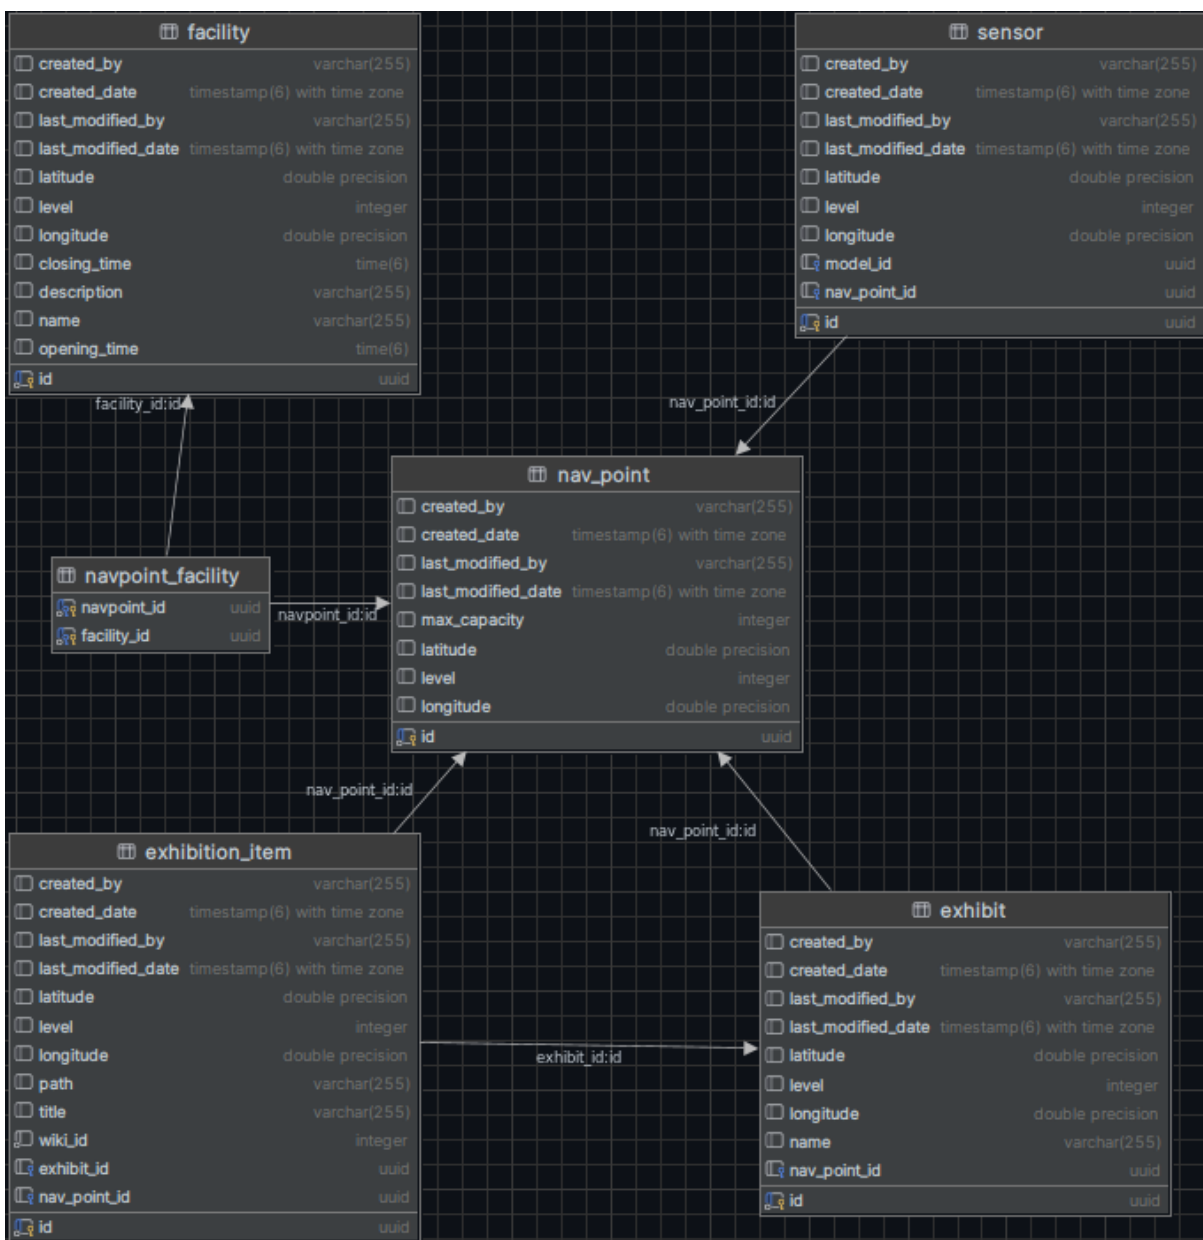 facility
created_by varchar(255)
created_date timestamp(6) with time zone
last_modified_by varchar(255)
last_modified_date timestamp(6) with time zone
latitude double precision
level integer
longitude double precision
closing_time time(6)
description varchar(255)
name varchar(255)
opening_time time(6)
id uuid
sensor
created_by varchar(255)
created_date timestamp(6) with time zone
last_modified_by varchar(255)
last_modified_date timestamp(6) with time zone
latitude double precision
level integer
longitude double precision
model_id uuid
nav_point_id uuid
id uuid
facility_id:id
nav_point_id:id
nav_point
created_by varchar(255)
created_date timestamp(6) with time zone
last_modified_by varchar(255)
last_modified_date timestamp(6) with time zone
max_capacity integer
latitude double precision
level integer
longitude double precision
id uuid
navpoint_facility
navpoint_id uuid
facility_id uuid
navpoint_id:id
nav_point_id:id
nav_point_id:id
exhibition_item
created_by varchar(255)
created_date timestamp(6) with time zone
last_modified_by varchar(255)
last_modified_date timestamp(6) with time zone
latitude double precision
level integer
longitude double precision
path varchar(255)
title varchar(255)
wiki_id integer
exhibit_id uuid
nav_point_id uuid
id uuid
exhibit_id:id
exhibit
created_by varchar(255)
created_date timestamp(6) with time zone
last_modified_by varchar(255)
last_modified_date timestamp(6) with time zone
latitude double precision
level integer
longitude double precision
name varchar(255)
nav_point_id uuid
id uuid